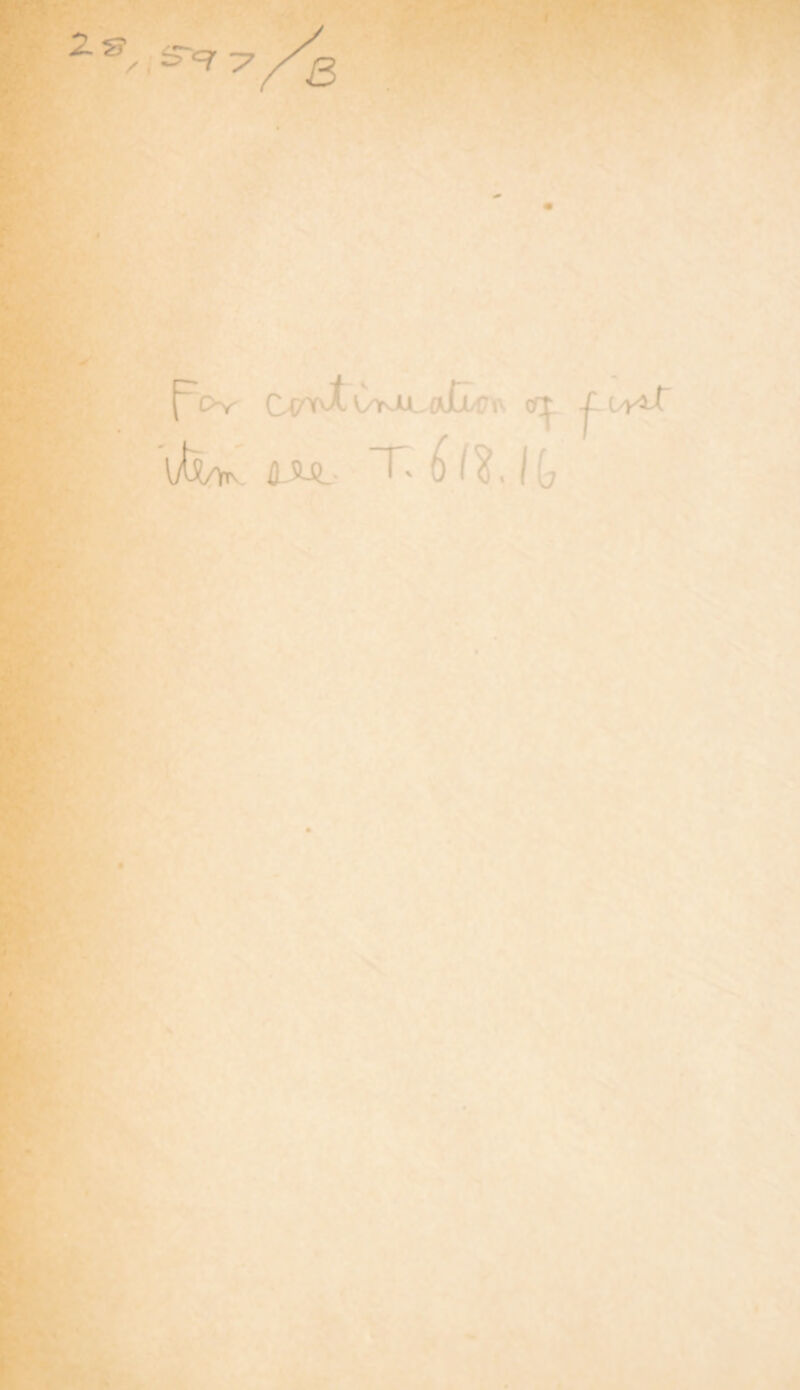 28,597/B
For continuation of first
item see T.618.16